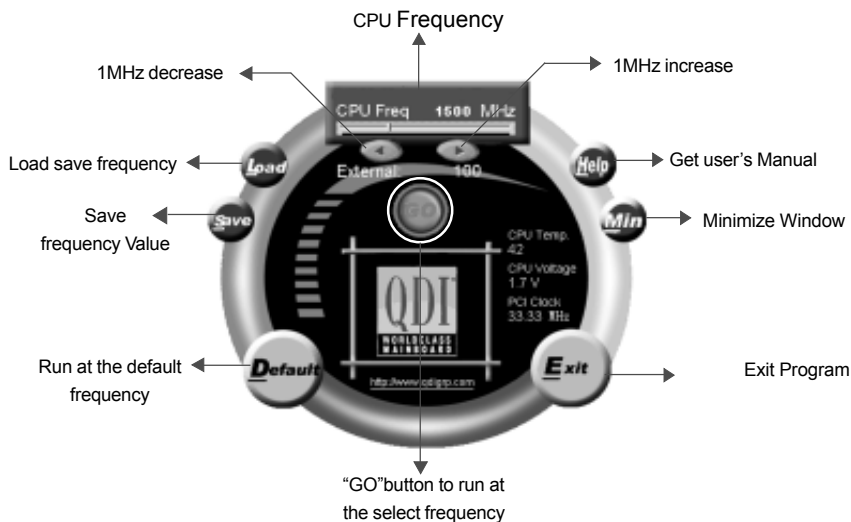 CPU Frequency
1MHz decrease
1MHz increase
CPU Freq 1500 MHz
Load save frequency
Load
External: 100
Help
Get user's Manual
Save
frequency Value
Save
GO
Min
Minimize Window
CPU Temp.
42
CPU Voltage
1.7 V
PCI Clock
33.33 MHz
QDI
WORLDCLASS
MAINBOARD
Run at the default
frequency
Default
Exit
Exit Program
http://www.qdigrp.com
“GO”button to run at
the select frequency